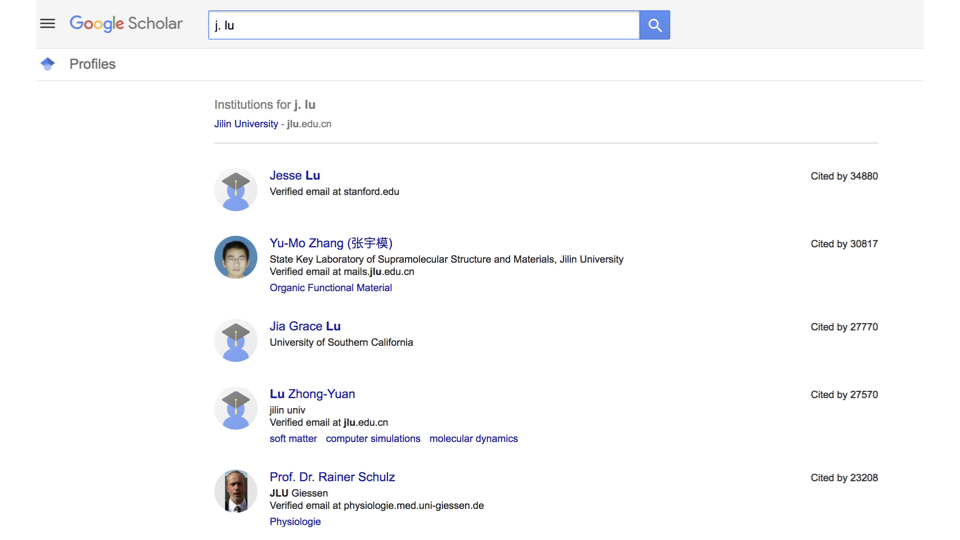 Google Scholar
j. lu
Profiles
Institutions for j. lu
Jilin University - jlu.edu.cn
Jesse Lu
Cited by 34880
Verified email at stanford.edu
Yu-Mo Zhang (张宇模)
Cited by 30817
State Key Laboratory of Supramolecular Structure and Materials, Jilin University
Verified email at mails.jlu.edu.cn
Organic Functional Material
Jia Grace Lu
Cited by 27770
University of Southern California
Lu Zhong-Yuan
Cited by 27570
jilin univ
Verified email at jlu.edu.cn
soft matter computer simulations molecular dynamics
Prof. Dr. Rainer Schulz
Cited by 23208
JLU Giessen
Verified email at physiologie.med.uni-giessen.de
Physiologie